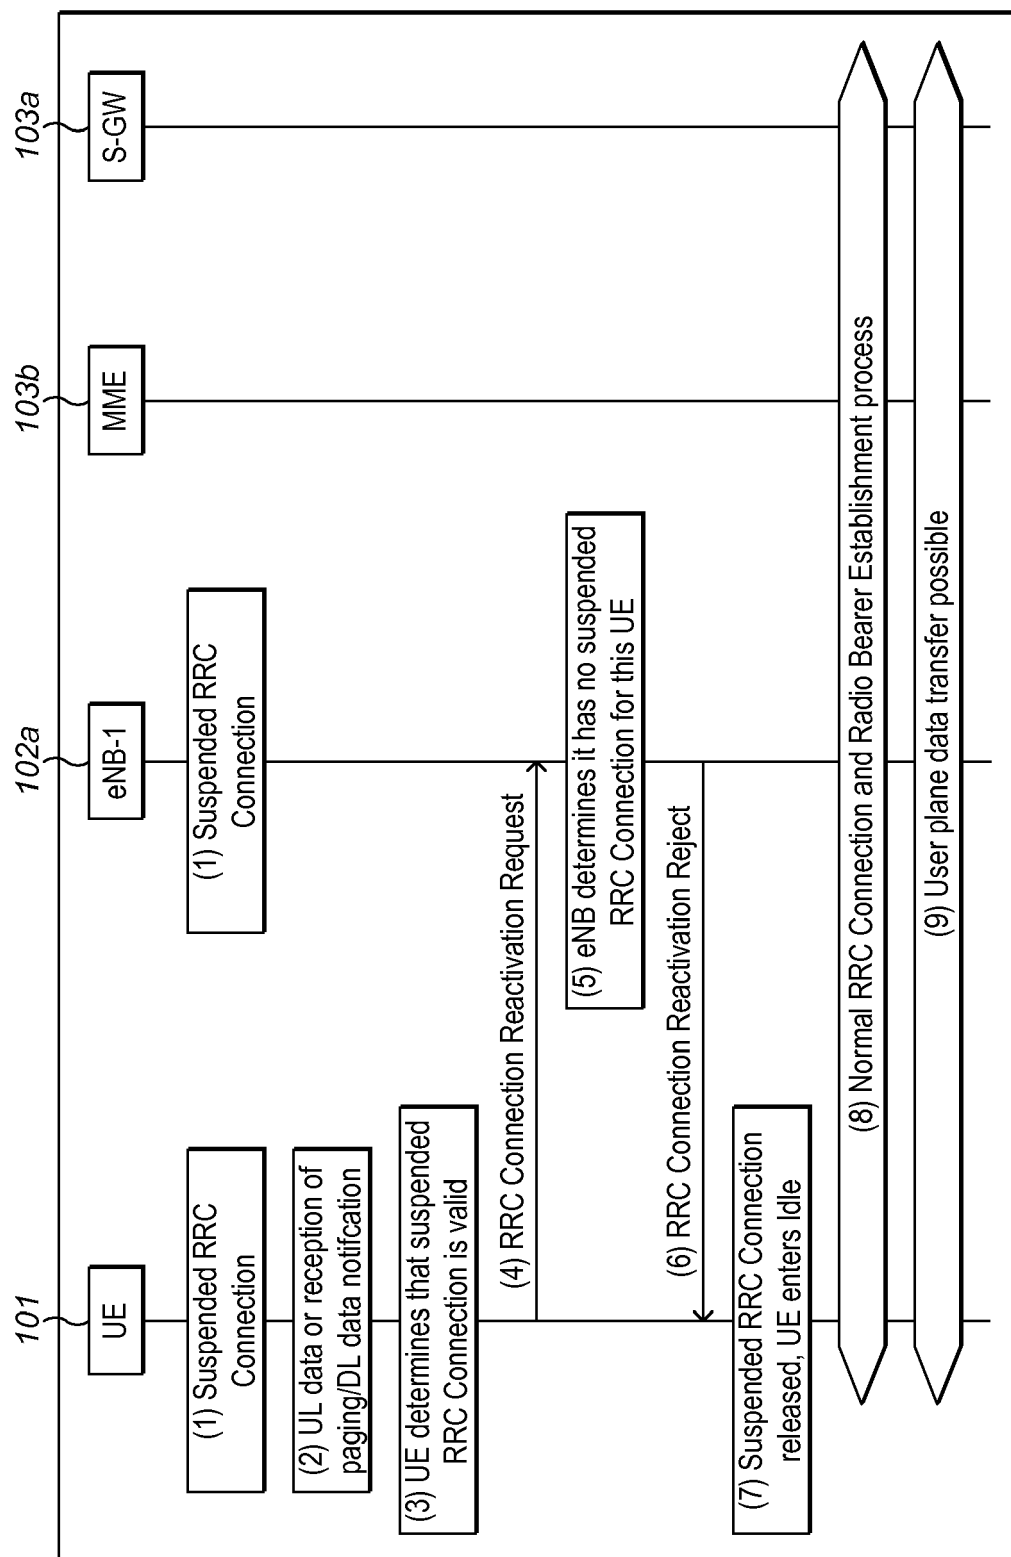 101
102a
103b
103a
UE
eNB-1
MME
S-GW
(1) Suspended RRC
Connection
(1) Suspended RRC
Connection
(2) UL data or reception of
paging/DL data notifcation
(3) UE determines that suspended
RRC Connection is valid
(4) RRC Connection Reactivation Request
(5) eNB determines it has no suspended
RRC Connection for this UE
(6) RRC Connection Reactivation Reject
(7) Suspended RRC Connection
released, UE enters Idle
(8) Normal RRC Connection and Radio Bearer Establishment process
(9) User plane data transfer possible